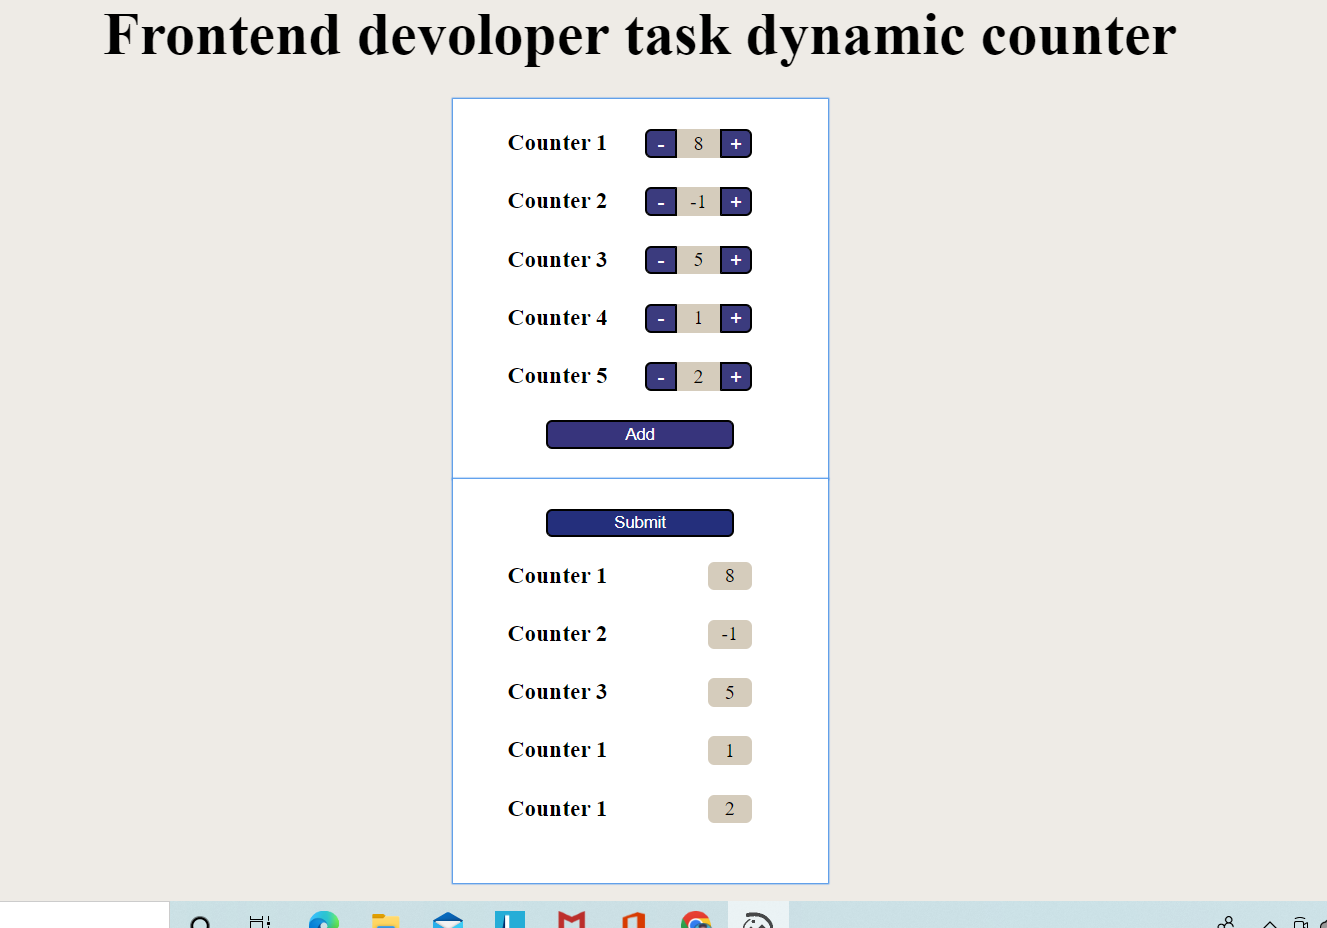 Frontend devoloper task dynamic counter
Counter 1 - 8 +
Counter 2 - -1 +
Counter 3 - 5 +
Counter 4 - 1 +
Counter 5 - 2 +
Add
Submit
Counter 1 8
Counter 2 -1
Counter 3 5
Counter 1 1
Counter 1 2